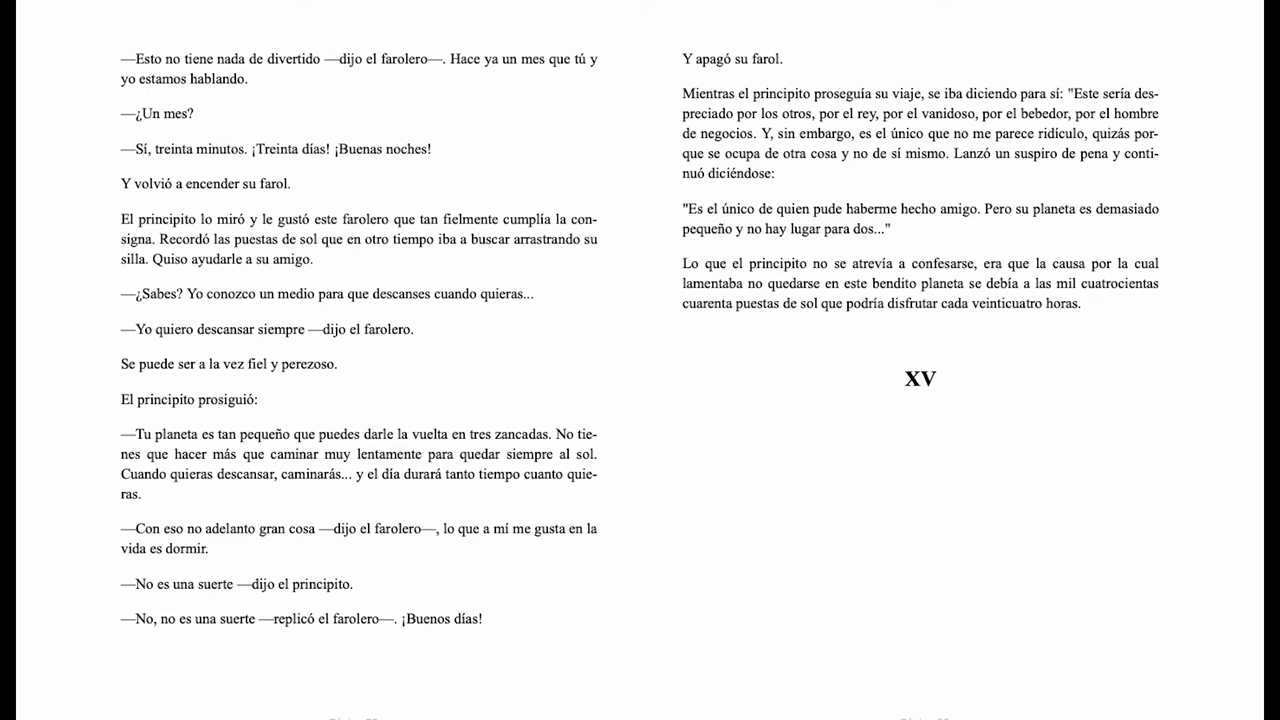 —Esto no tiene nada de divertido —dijo el farolero—. Hace ya un mes que tú y
yo estamos hablando.
—¿Un mes?
—Sí, treinta minutos. ¡Treinta días! ¡Buenas noches!
Y volvió a encender su farol.
El principito lo miró y le gustó este farolero que tan fielmente cumplía la con-
signa. Recordó las puestas de sol que en otro tiempo iba a buscar arrastrando su
silla. Quiso ayudarle a su amigo.
—¿Sabes? Yo conozco un medio para que descanses cuando quieras...
—Yo quiero descansar siempre —dijo el farolero.
Se puede ser a la vez fiel y perezoso.
El principito prosiguió:
—Tu planeta es tan pequeño que puedes darle la vuelta en tres zancadas. No tie-
nes que hacer más que caminar muy lentamente para quedar siempre al sol.
Cuando quieras descansar, caminarás... y el día durará tanto tiempo cuanto quie-
ras.
—Con eso no adelanto gran cosa —dijo el farolero—, lo que a mí me gusta en la
vida es dormir.
—No es una suerte —dijo el principito.
—No, no es una suerte —replicó el farolero—. ¡Buenos días!
Y apagó su farol.
Mientras el principito proseguía su viaje, se iba diciendo para sí: "Este sería des-
preciado por los otros, por el rey, por el vanidoso, por el bebedor, por el hombre
de negocios. Y, sin embargo, es el único que no me parece ridículo, quizás por-
que se ocupa de otra cosa y no de sí mismo. Lanzó un suspiro de pena y conti-
nuó diciéndose:
"Es el único de quien pude haberme hecho amigo. Pero su planeta es demasiado
pequeño y no hay lugar para dos..."
Lo que el principito no se atrevía a confesarse, era que la causa por la cual
lamentaba no quedarse en este bendito planeta se debía a las mil cuatrocientas
cuarenta puestas de sol que podría disfrutar cada veinticuatro horas.
XV